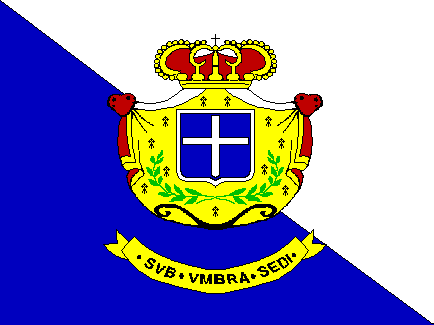 · SVB · VMBRA · SEDI ·